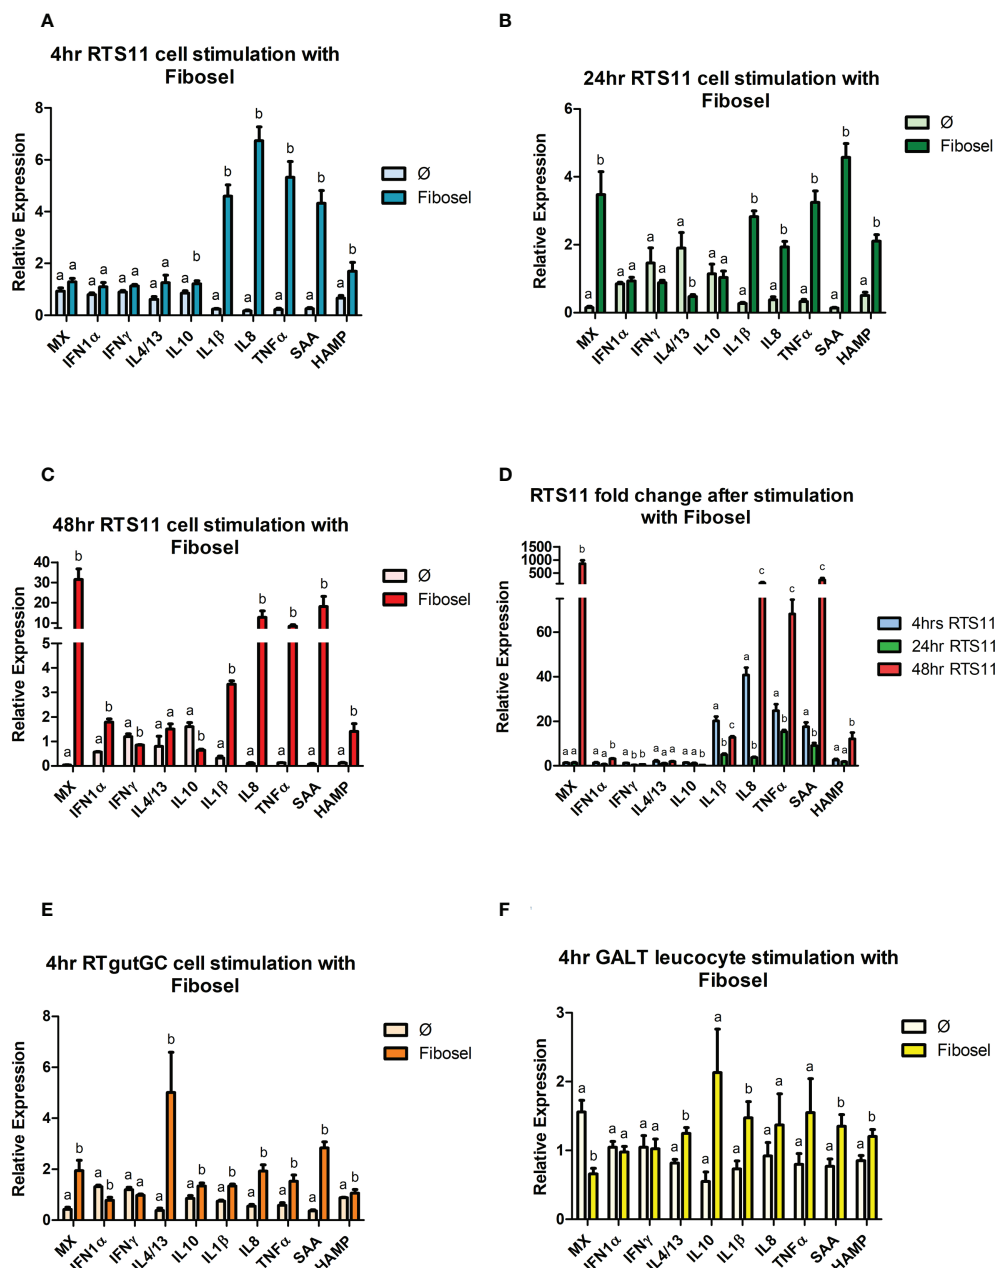 A
4hr RTS11 cell stimulation with
Fibosel
Relative Expression
8
6
4
2
0
a a a a a a a a a b a b a b a b a b a b
MX IFN1α IFNγ IL4/13 IL10 IL1β IL8 TNFα SAA HAMP
Ø
Fibosel
B
24hr RTS11 cell stimulation with
Fibosel
Relative Expression
6
4
2
0
a b a a a a a b a a a b a b a b a b a b
MX IFN1α IFNγ IL4/13 IL10 IL1β IL8 TNFα SAA HAMP
Ø
Fibosel
C
48hr RTS11 cell stimulation with
Fibosel
Relative Expression
40
30
20
10
5
4
3
2
1
0
a b a b a b a a a b a b a b a b a b a b
MX IFN1α IFNγ IL4/13 IL10 IL1β IL8 TNFα SAA HAMP
Ø
Fibosel
D
RTS11 fold change after stimulation
with Fibosel
Relative Expression
1500
1000
500
60
40
20
0
a a b a a b a b b a a a a a b a b c a b c a b c a b c a a b
MX IFN1α IFNγ IL4/13 IL10 IL1β IL8 TNFα SAA HAMP
4hrs RTS11
24hr RTS11
48hr RTS11
E
4hr RTgutGC cell stimulation with
Fibosel
Relative Expression
8
6
4
2
0
a b a b a a a b a b a b a b a b a b a b
MX IFN1α IFNγ IL4/13 IL10 IL1β IL8 TNFα SAA HAMP
Ø
Fibosel
F
4hr GALT leucocyte stimulation with
Fibosel
Relative Expression
3
2
1
0
a b a a a a a b a a a b a a a a a b a b
MX IFN1α IFNγ IL4/13 IL10 IL1β IL8 TNFα SAA HAMP
Ø
Fibosel